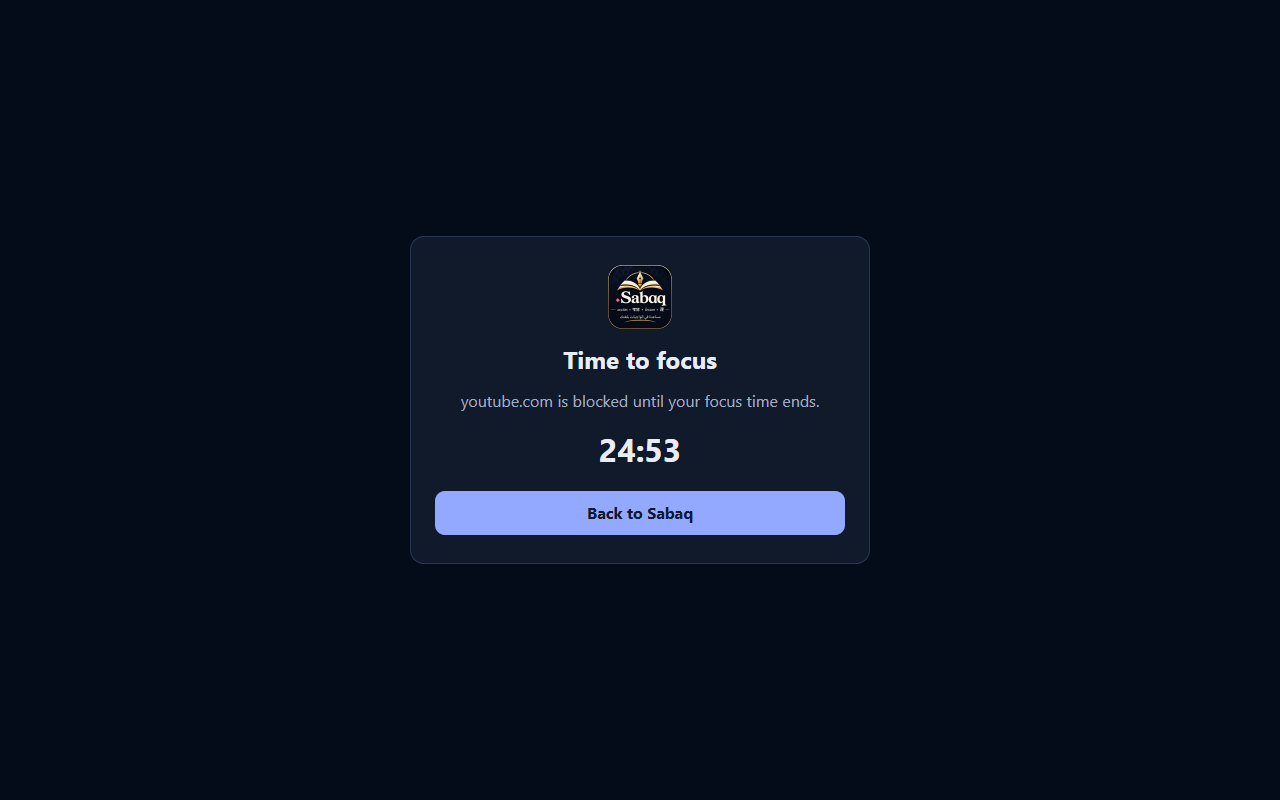 Sabaq
Time to focus
youtube.com is blocked until your focus time ends.
24:53
Back to Sabaq